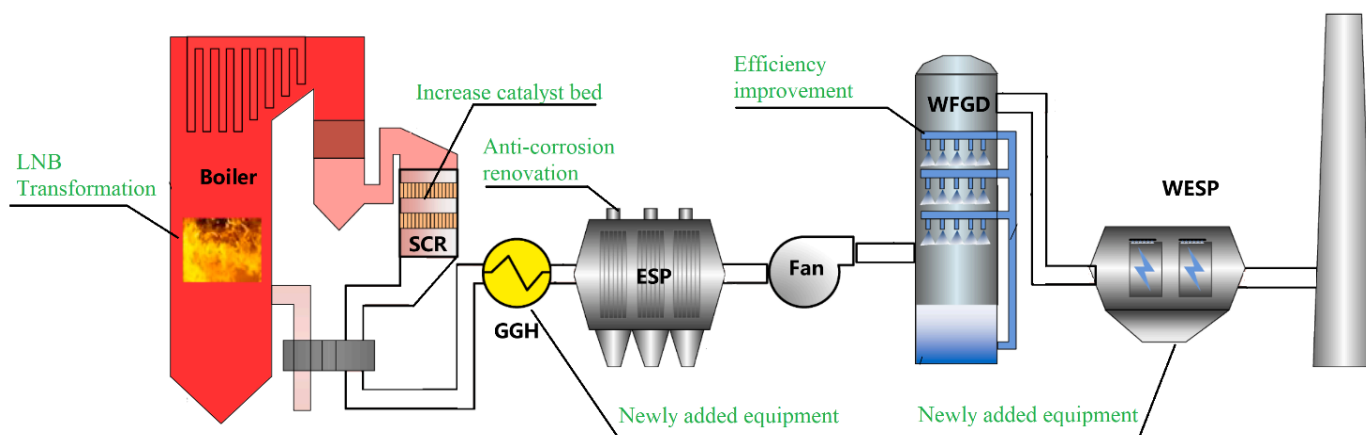 Efficiency
improvement
WFGD
Increase catalyst bed
Anti-corrosion
renovation
LNB
Transformation
Boiler
WESP
SCR
ESP
Fan
GGH
Newly added equipment
Newly added equipment